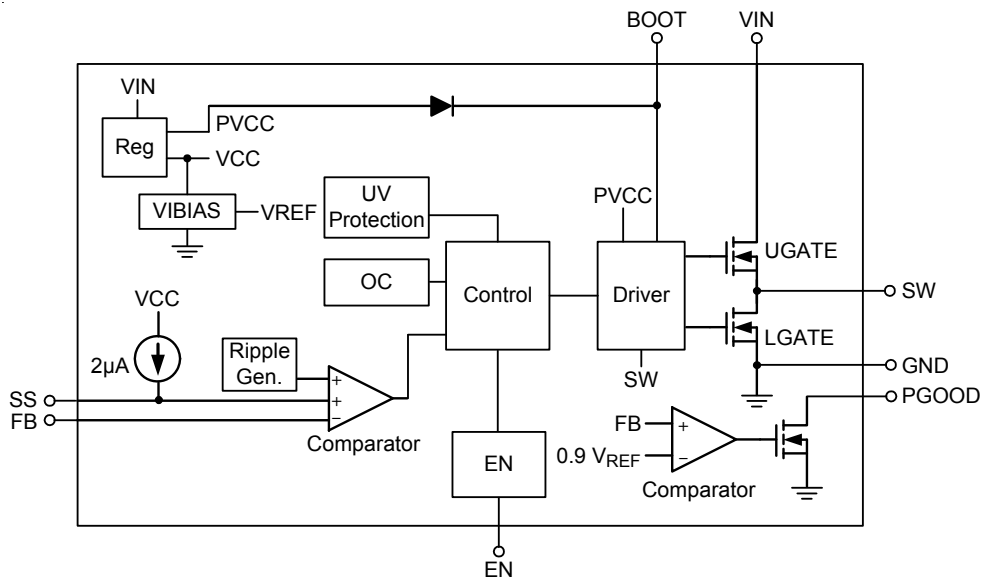 BOOT
VIN
VIN
PVCC
Reg
VCC
VIBIAS
VREF
UV
Protection
OC
Control
PVCC
Driver
SW
UGATE
LGATE
SW
GND
PGOOD
VCC
2µA
Ripple
Gen.
+
+
−
Comparator
SS
FB
EN
EN
FB
0.9 VREF
+
−
Comparator